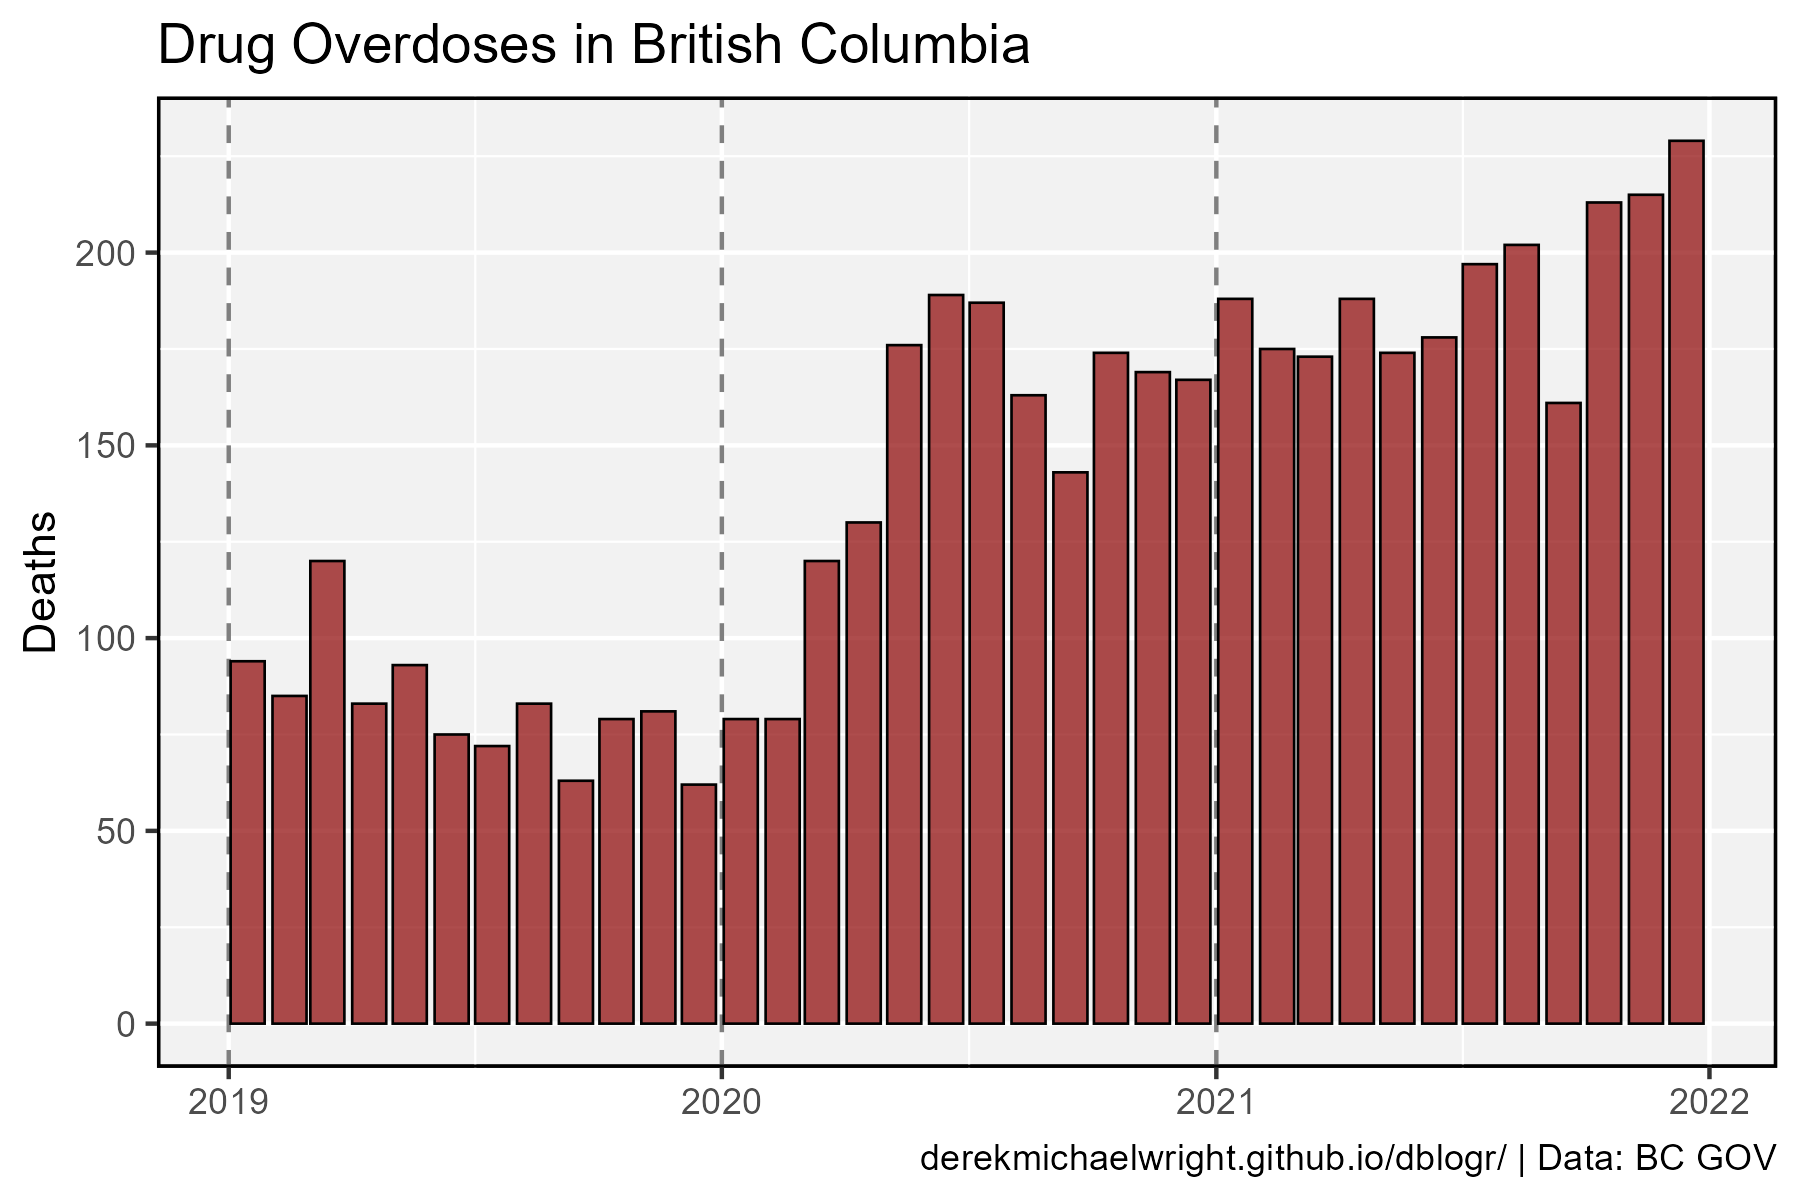 Drug Overdoses in British Columbia
Deaths
200
150
100
50
0
2019 2020 2021 2022
derekmichaelwright.github.io/dblogr/ | Data: BC GOV